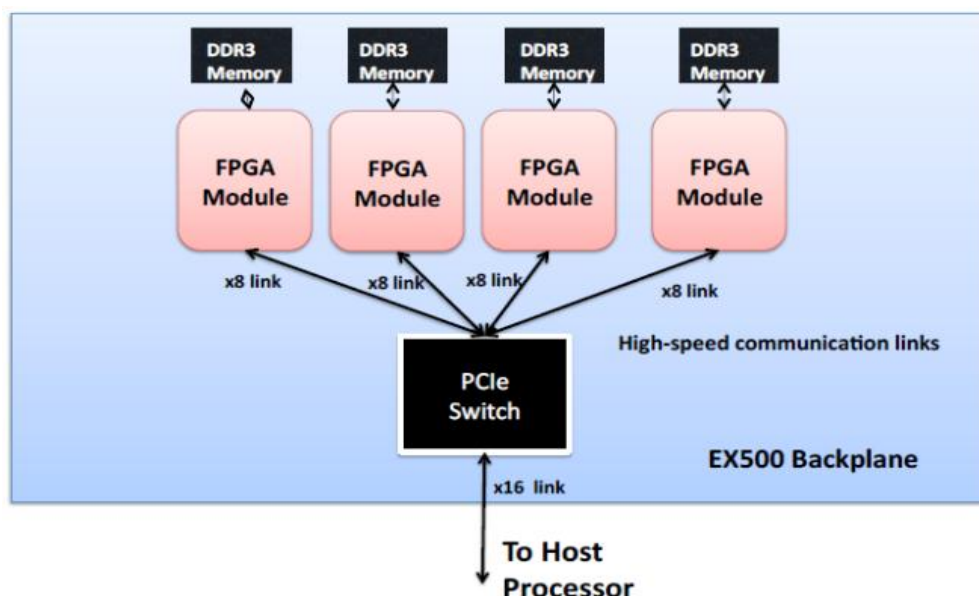 DDR3
Memory
DDR3
Memory
DDR3
Memory
DDR3
Memory
FPGA
Module
FPGA
Module
FPGA
Module
FPGA
Module
x8 link
x8 link
x8 link
x8 link
High-speed communication links
PCIe
Switch
EX500 Backplane
x16 link
To Host
Processor